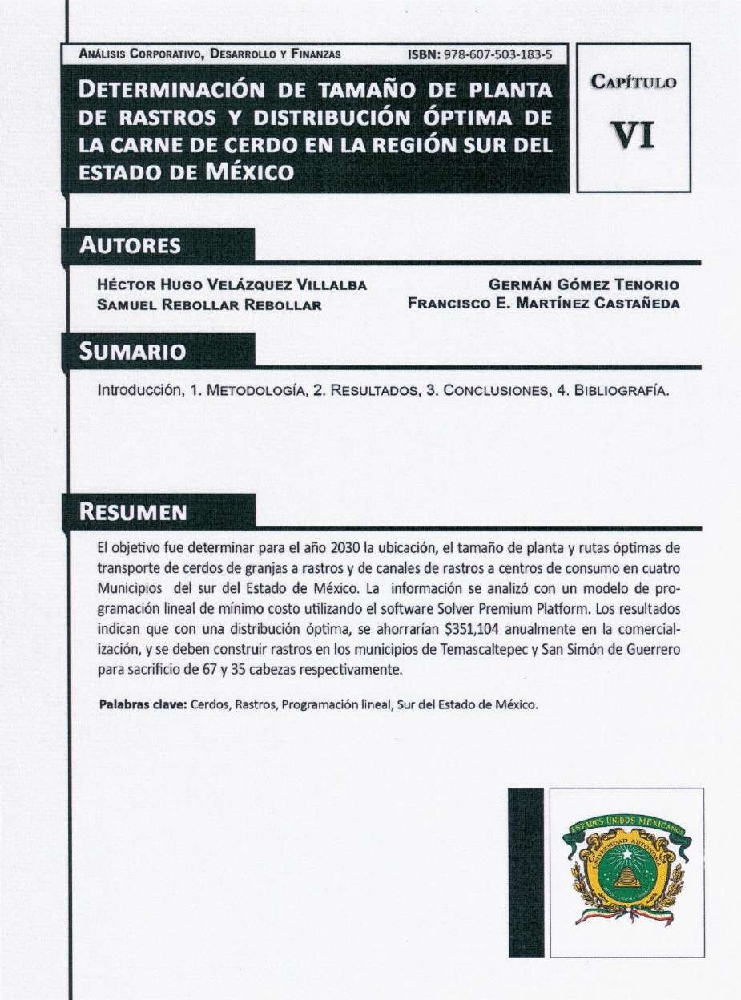 Análisis Corporativo, Desarrollo y Finanzas
ISBN: 978-607-503-183-5
Determinación de tamaño de planta
de rastros y distribución óptima de
la carne de cerdo en la región sur del
estado de México
Capítulo
VI
Autores
Héctor Hugo Velázquez Villalba
Germán Gómez Tenorio
Samuel Rebollar Rebollar
Francisco E. Martínez Castañeda
Sumario
Introducción, 1. Metodología, 2. Resultados, 3. Conclusiones, 4. Bibliografía.
Resumen
El objetivo fue determinar para el año 2030 la ubicación, el tamaño de planta y rutas óptimas de
transporte de cerdos de granjas a rastros y de canales de rastros a centros de consumo en cuatro
Municipios del sur del Estado de México. La información se analizó con un modelo de pro-
gramación lineal de mínimo costo utilizando el software Solver Premium Platform. Los resultados
indican que con una distribución óptima, se ahorrarían $351,104 anualmente en la comercial-
ización, y se deben construir rastros en los municipios de Temascaltepec y San Simón de Guerrero
para sacrificio de 67 y 35 cabezas respectivamente.
Palabras clave: Cerdos, Rastros, Programación lineal, Sur del Estado de México.
ESTADOS UNIDOS MEXICANOS
UNIVERSIDAD AUTONOMA